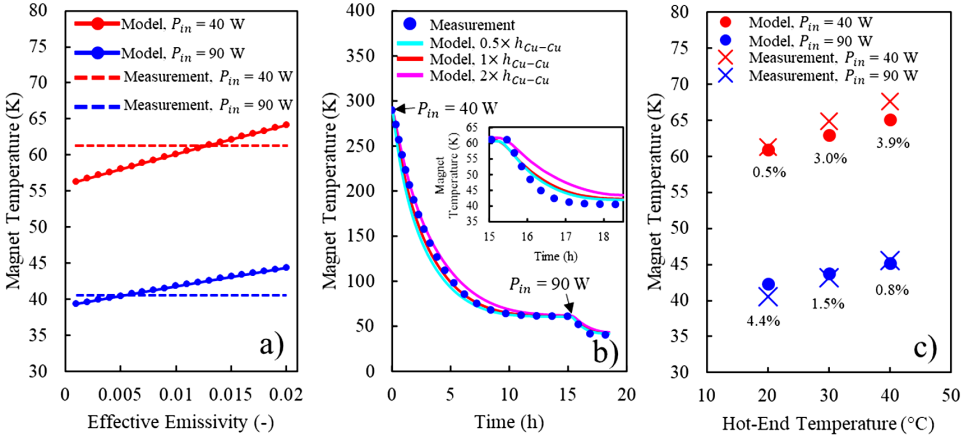 80
75
70
65
60
55
50
45
40
35
30
Magnet Temperature (K)
Model, P_in = 40 W
Model, P_in = 90 W
Measurement, P_in = 40 W
Measurement, P_in = 90 W
a)
0 0.005 0.01 0.015 0.02
Effective Emissivity (-)
400
350
300
250
200
150
100
50
0
Magnet Temperature (K)
Measurement
Model, 0.5× h_Cu−Cu
Model, 1× h_Cu−Cu
Model, 2× h_Cu−Cu
P_in = 40 W
65
60
55
50
45
40
35
Magnet
Temperature (K)
15 16 17 18
Time (h)
P_in = 90 W
b)
0 5 10 15 20
Time (h)
80
75
70
65
60
55
50
45
40
35
30
Magnet Temperature (K)
Model, P_in = 40 W
Model, P_in = 90 W
Measurement, P_in = 40 W
Measurement, P_in = 90 W
0.5%
3.0%
3.9%
4.4%
1.5%
0.8%
c)
10 20 30 40 50
Hot-End Temperature (°C)